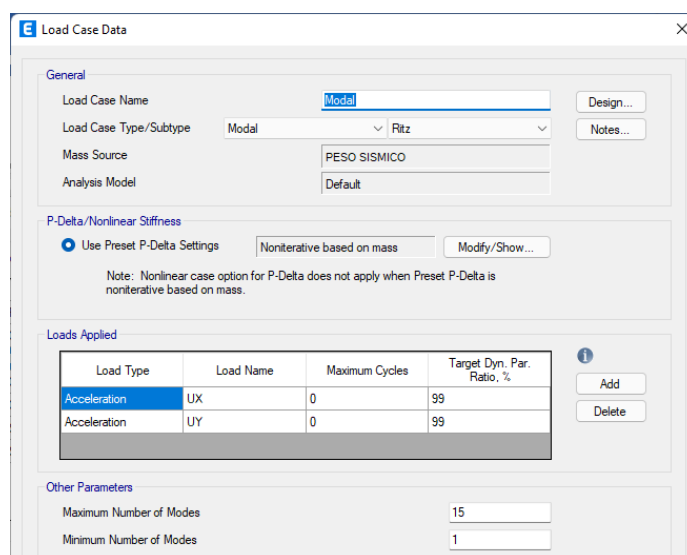 E Load Case Data
General
Load Case Name Modal Design...
Load Case Type/Subtype Modal Ritz Notes...
Mass Source PESO SISMICO
Analysis Model Default
P-Delta/Nonlinear Stiffness
Use Preset P-Delta Settings Noniterative based on mass Modify/Show...
Note: Nonlinear case option for P-Delta does not apply when Preset P-Delta is
noniterative based on mass.
Loads Applied
Load Type Load Name Maximum Cycles Target Dyn. Par.
Ratio, %
Acceleration UX 0 99
Acceleration UY 0 99
Add
Delete
Other Parameters
Maximum Number of Modes 15
Minimum Number of Modes 1